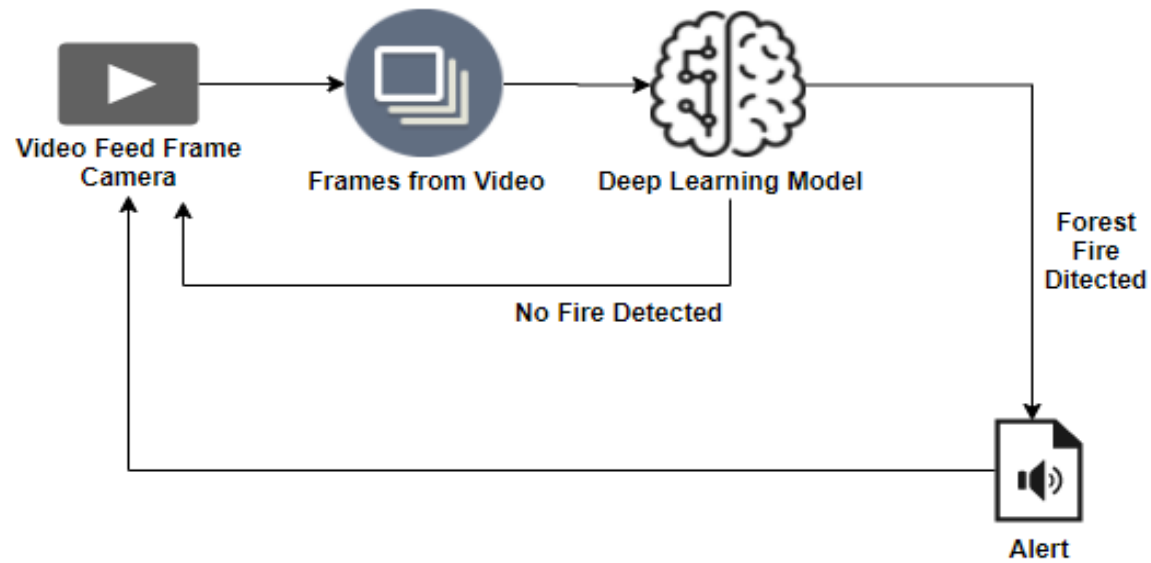 Video Feed Frame
Camera
Frames from Video
Deep Learning Model
Forest
Fire
Ditected
No Fire Detected
Alert